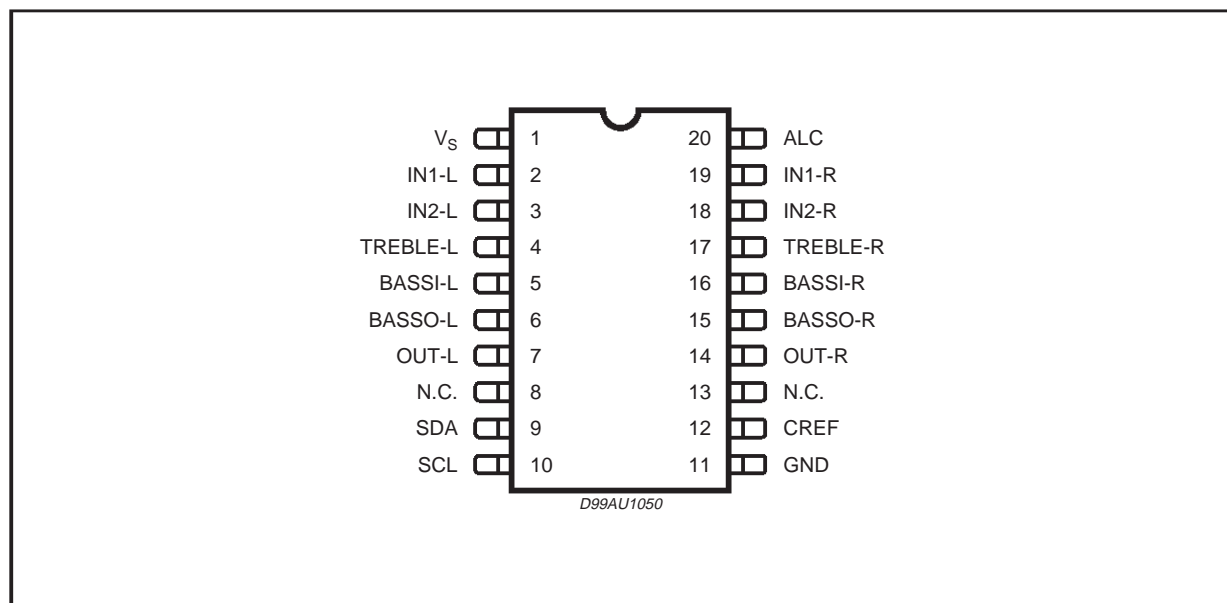 VS 1 20 ALC
IN1-L 2 19 IN1-R
IN2-L 3 18 IN2-R
TREBLE-L 4 17 TREBLE-R
BASSI-L 5 16 BASSI-R
BASSO-L 6 15 BASSO-R
OUT-L 7 14 OUT-R
N.C. 8 13 N.C.
SDA 9 12 CREF
SCL 10 11 GND
D99AU1050